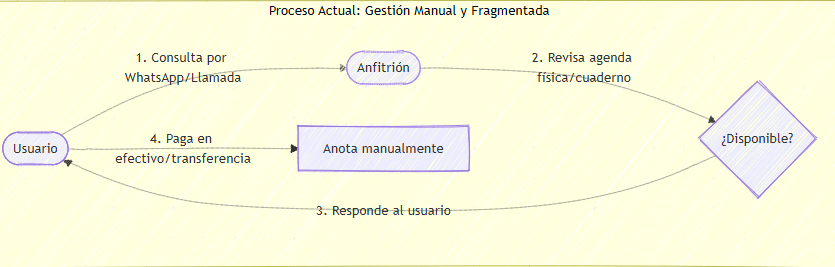 Proceso Actual: Gestión Manual y Fragmentada
1. Consulta por
WhatsApp/Llamada
Anfitrión
2. Revisa agenda
física/cuaderno
¿Disponible?
Usuario
4. Paga en
efectivo/transferencia
Anota manualmente
3. Responde al usuario